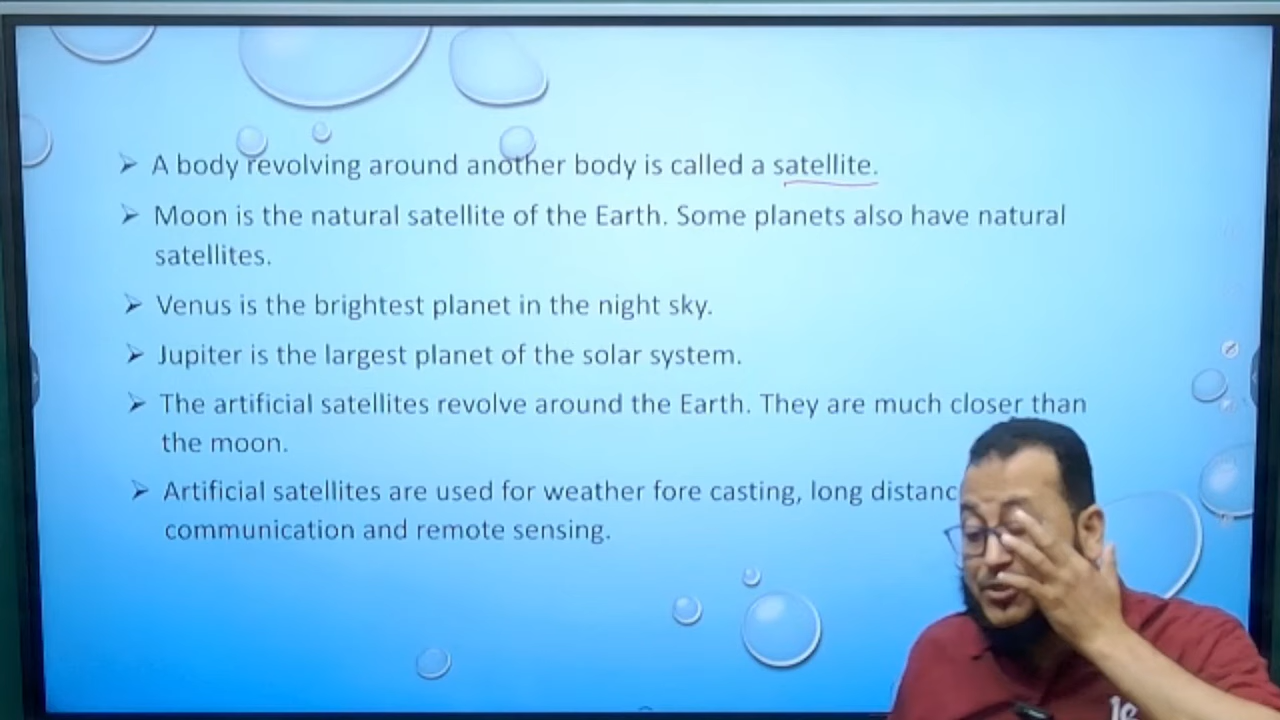 ➢ A body revolving around another body is called a satellite.
➢ Moon is the natural satellite of the Earth. Some planets also have natural
satellites.
➢ Venus is the brightest planet in the night sky.
➢ Jupiter is the largest planet of the solar system.
➢ The artificial satellites revolve around the Earth. They are much closer than
the moon.
➢ Artificial satellites are used for weather fore casting, long
communication and remote sensing.